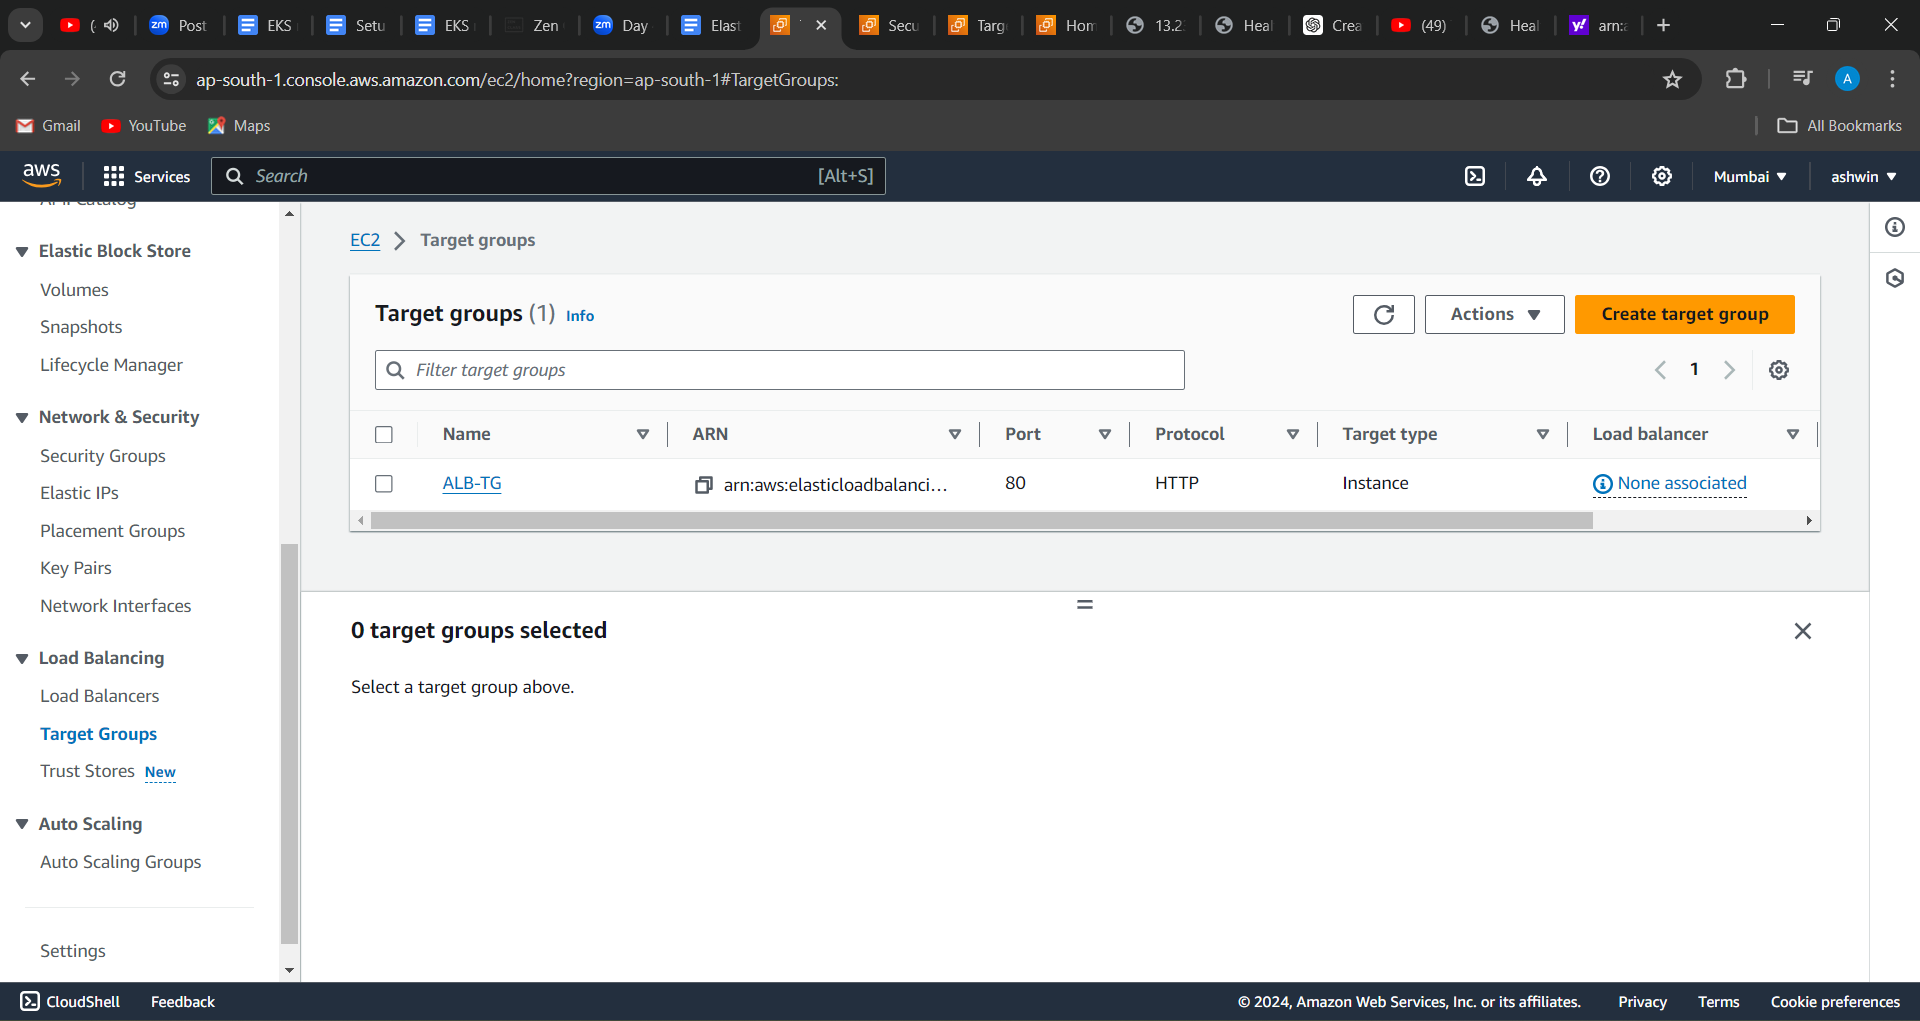 ( Post EKS Setu EKS Zen Day Elast Secu Targ Hom 13.2 Heal Crea (49) Heal arn:a
ap-south-1.console.aws.amazon.com/ec2/home?region=ap-south-1#TargetGroups:
A
Gmail YouTube Maps All Bookmarks
aws Services Search [Alt+S] Mumbai ashwin
Elastic Block Store
Volumes
Snapshots
Lifecycle Manager
Network & Security
Security Groups
Elastic IPs
Placement Groups
Key Pairs
Network Interfaces
Load Balancing
Load Balancers
Target Groups
Trust Stores New
Auto Scaling
Auto Scaling Groups
Settings
EC2 > Target groups
Target groups (1) Info
Actions Create target group
Filter target groups
1
Name ARN Port Protocol Target type Load balancer
ALB-TG arn:aws:elasticloadbalanci... 80 HTTP Instance None associated
0 target groups selected
Select a target group above.
CloudShell Feedback © 2024, Amazon Web Services, Inc. or its affiliates. Privacy Terms Cookie preferences